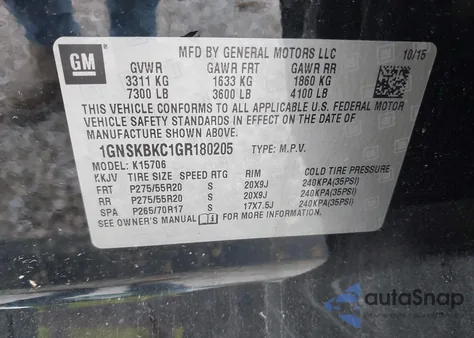 GM
MFD BY GENERAL MOTORS LLC
10/15
GVWR GAWR FRT GAWR RR
3311 KG 1633 KG 1860 KG
7300 LB 3600 LB 4100 LB
THIS VEHICLE CONFORMS TO ALL APPLICABLE U.S. FEDERAL MOTOR
VEHICLE SAFETY STANDARDS IN EFFECT ON THE DATE OF
MANUFACTURE SHOWN ABOVE.
1GNSKBKC1GR180205 TYPE: M.P.V.
MODEL: K15706
KKJV TIRE SIZE SPEED RTG RIM COLD TIRE PRESSURE
FRT P275/55R20 S 20X9J 240KPA(35PSI)
RR P275/55R20 S 20X9J 240KPA(35PSI)
SPA P265/70R17 S 17X7.5J 240KPA(35PSI)
SEE OWNER'S MANUAL FOR MORE INFORMATION.
autoSnap
POWERED BY